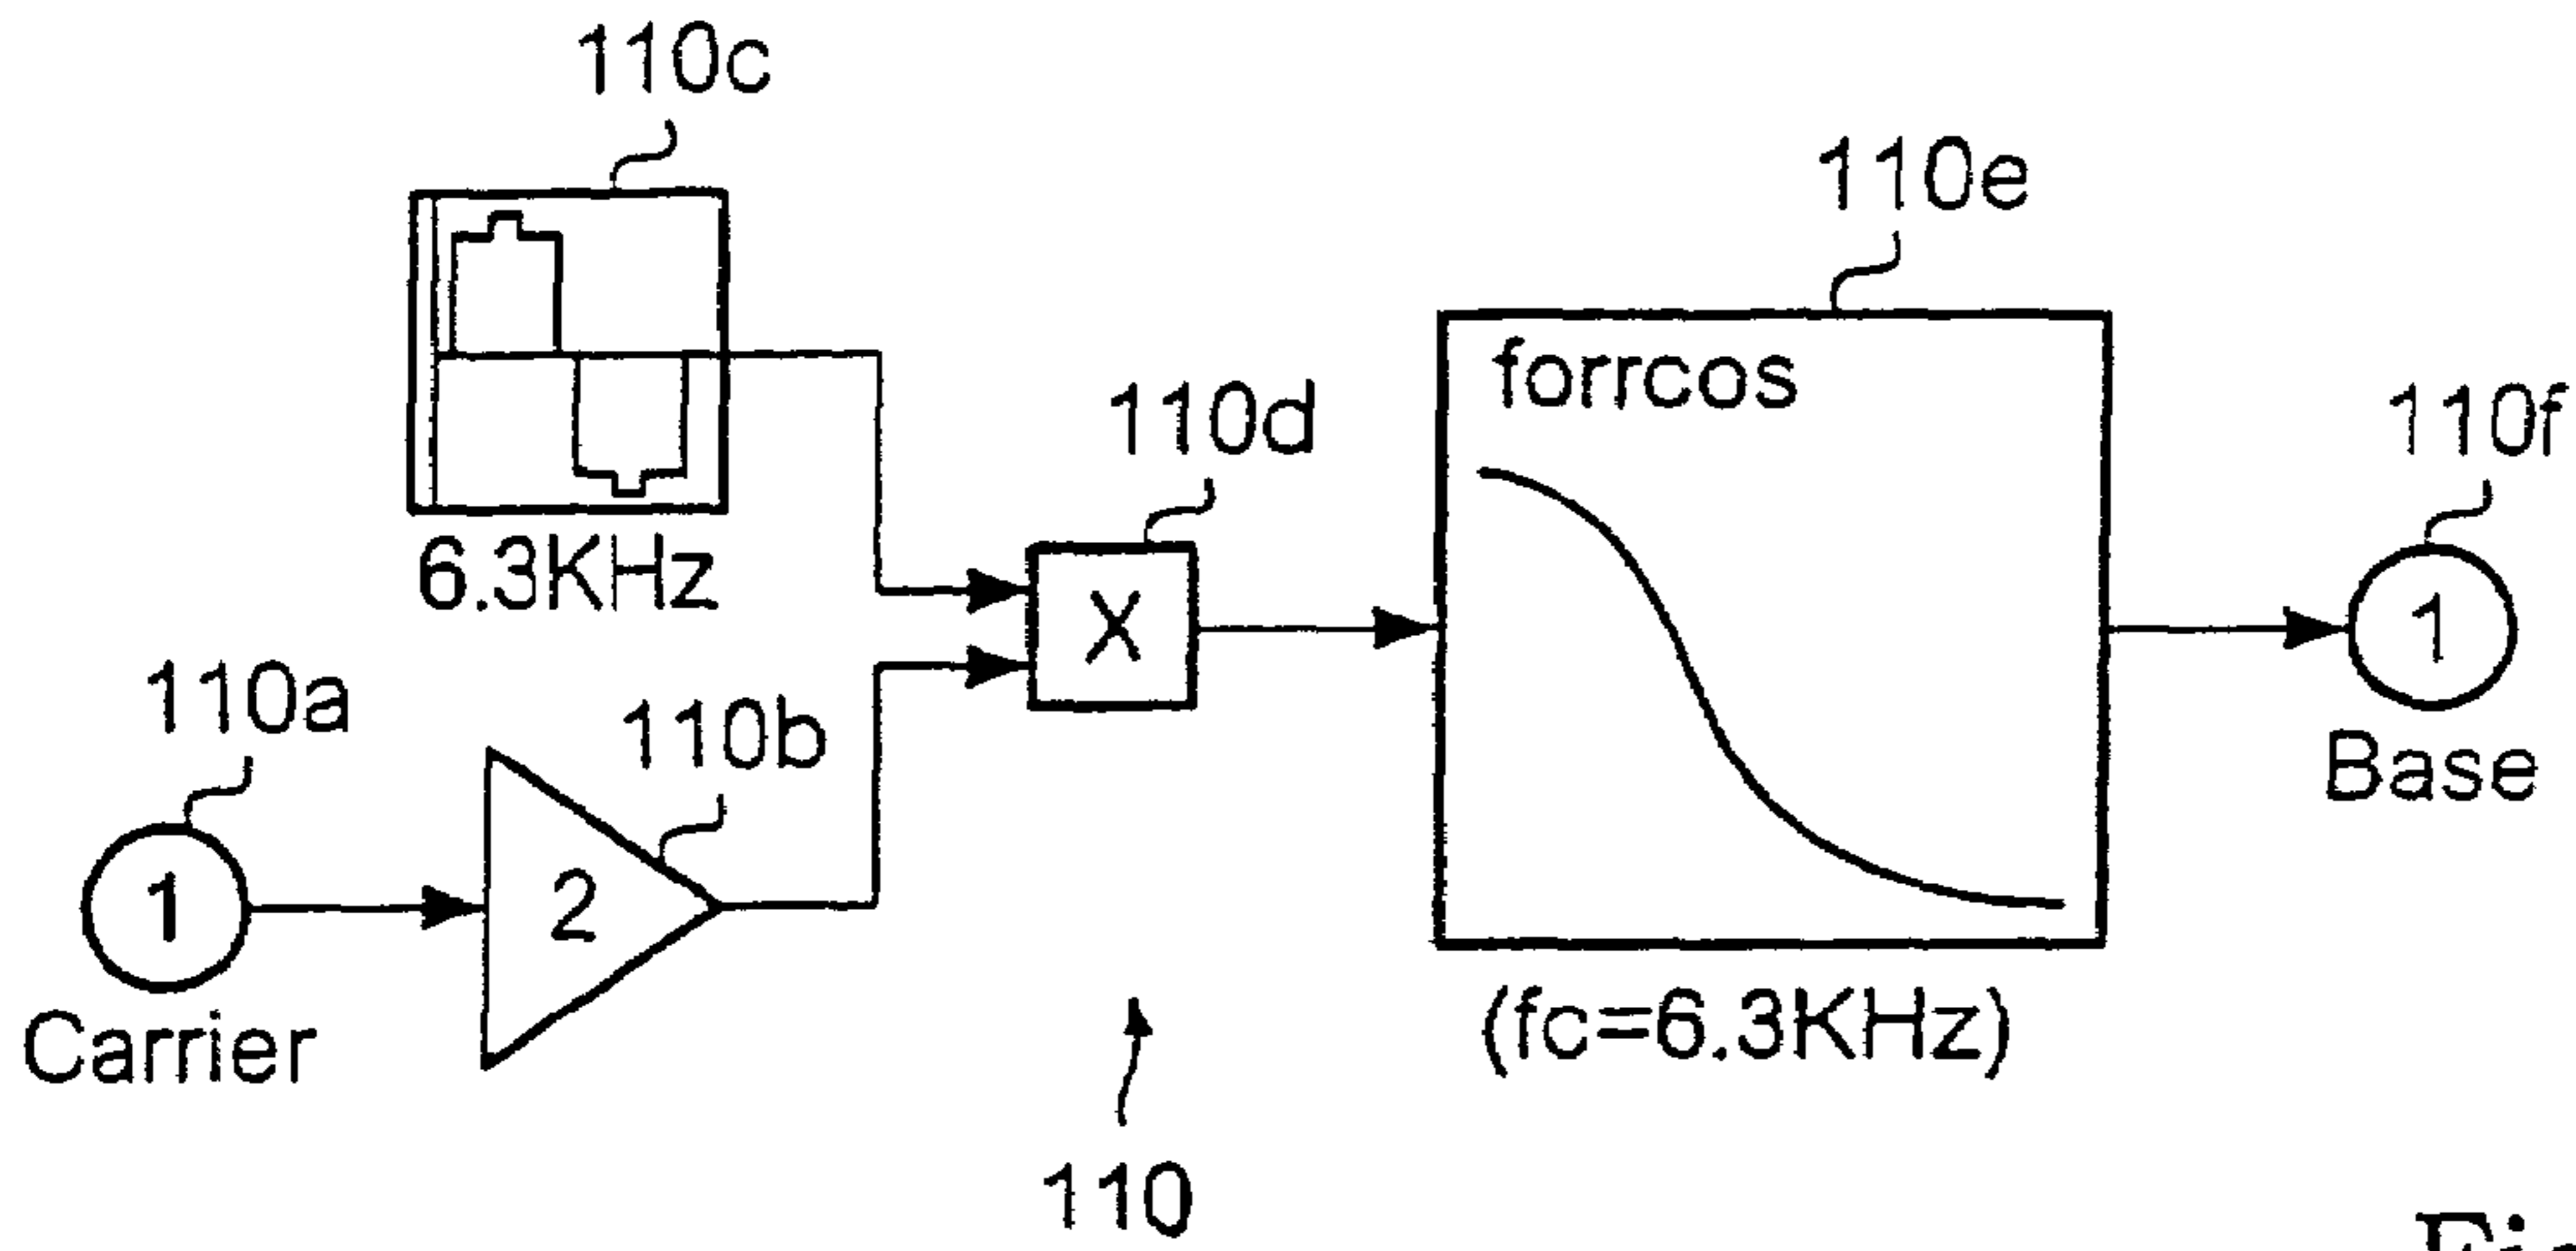 110c
110e
forrcos
110d
110f
6.3KHz
X
1
110a
110b
Base
1
2
Carrier
(fc=6.3KHz)
110